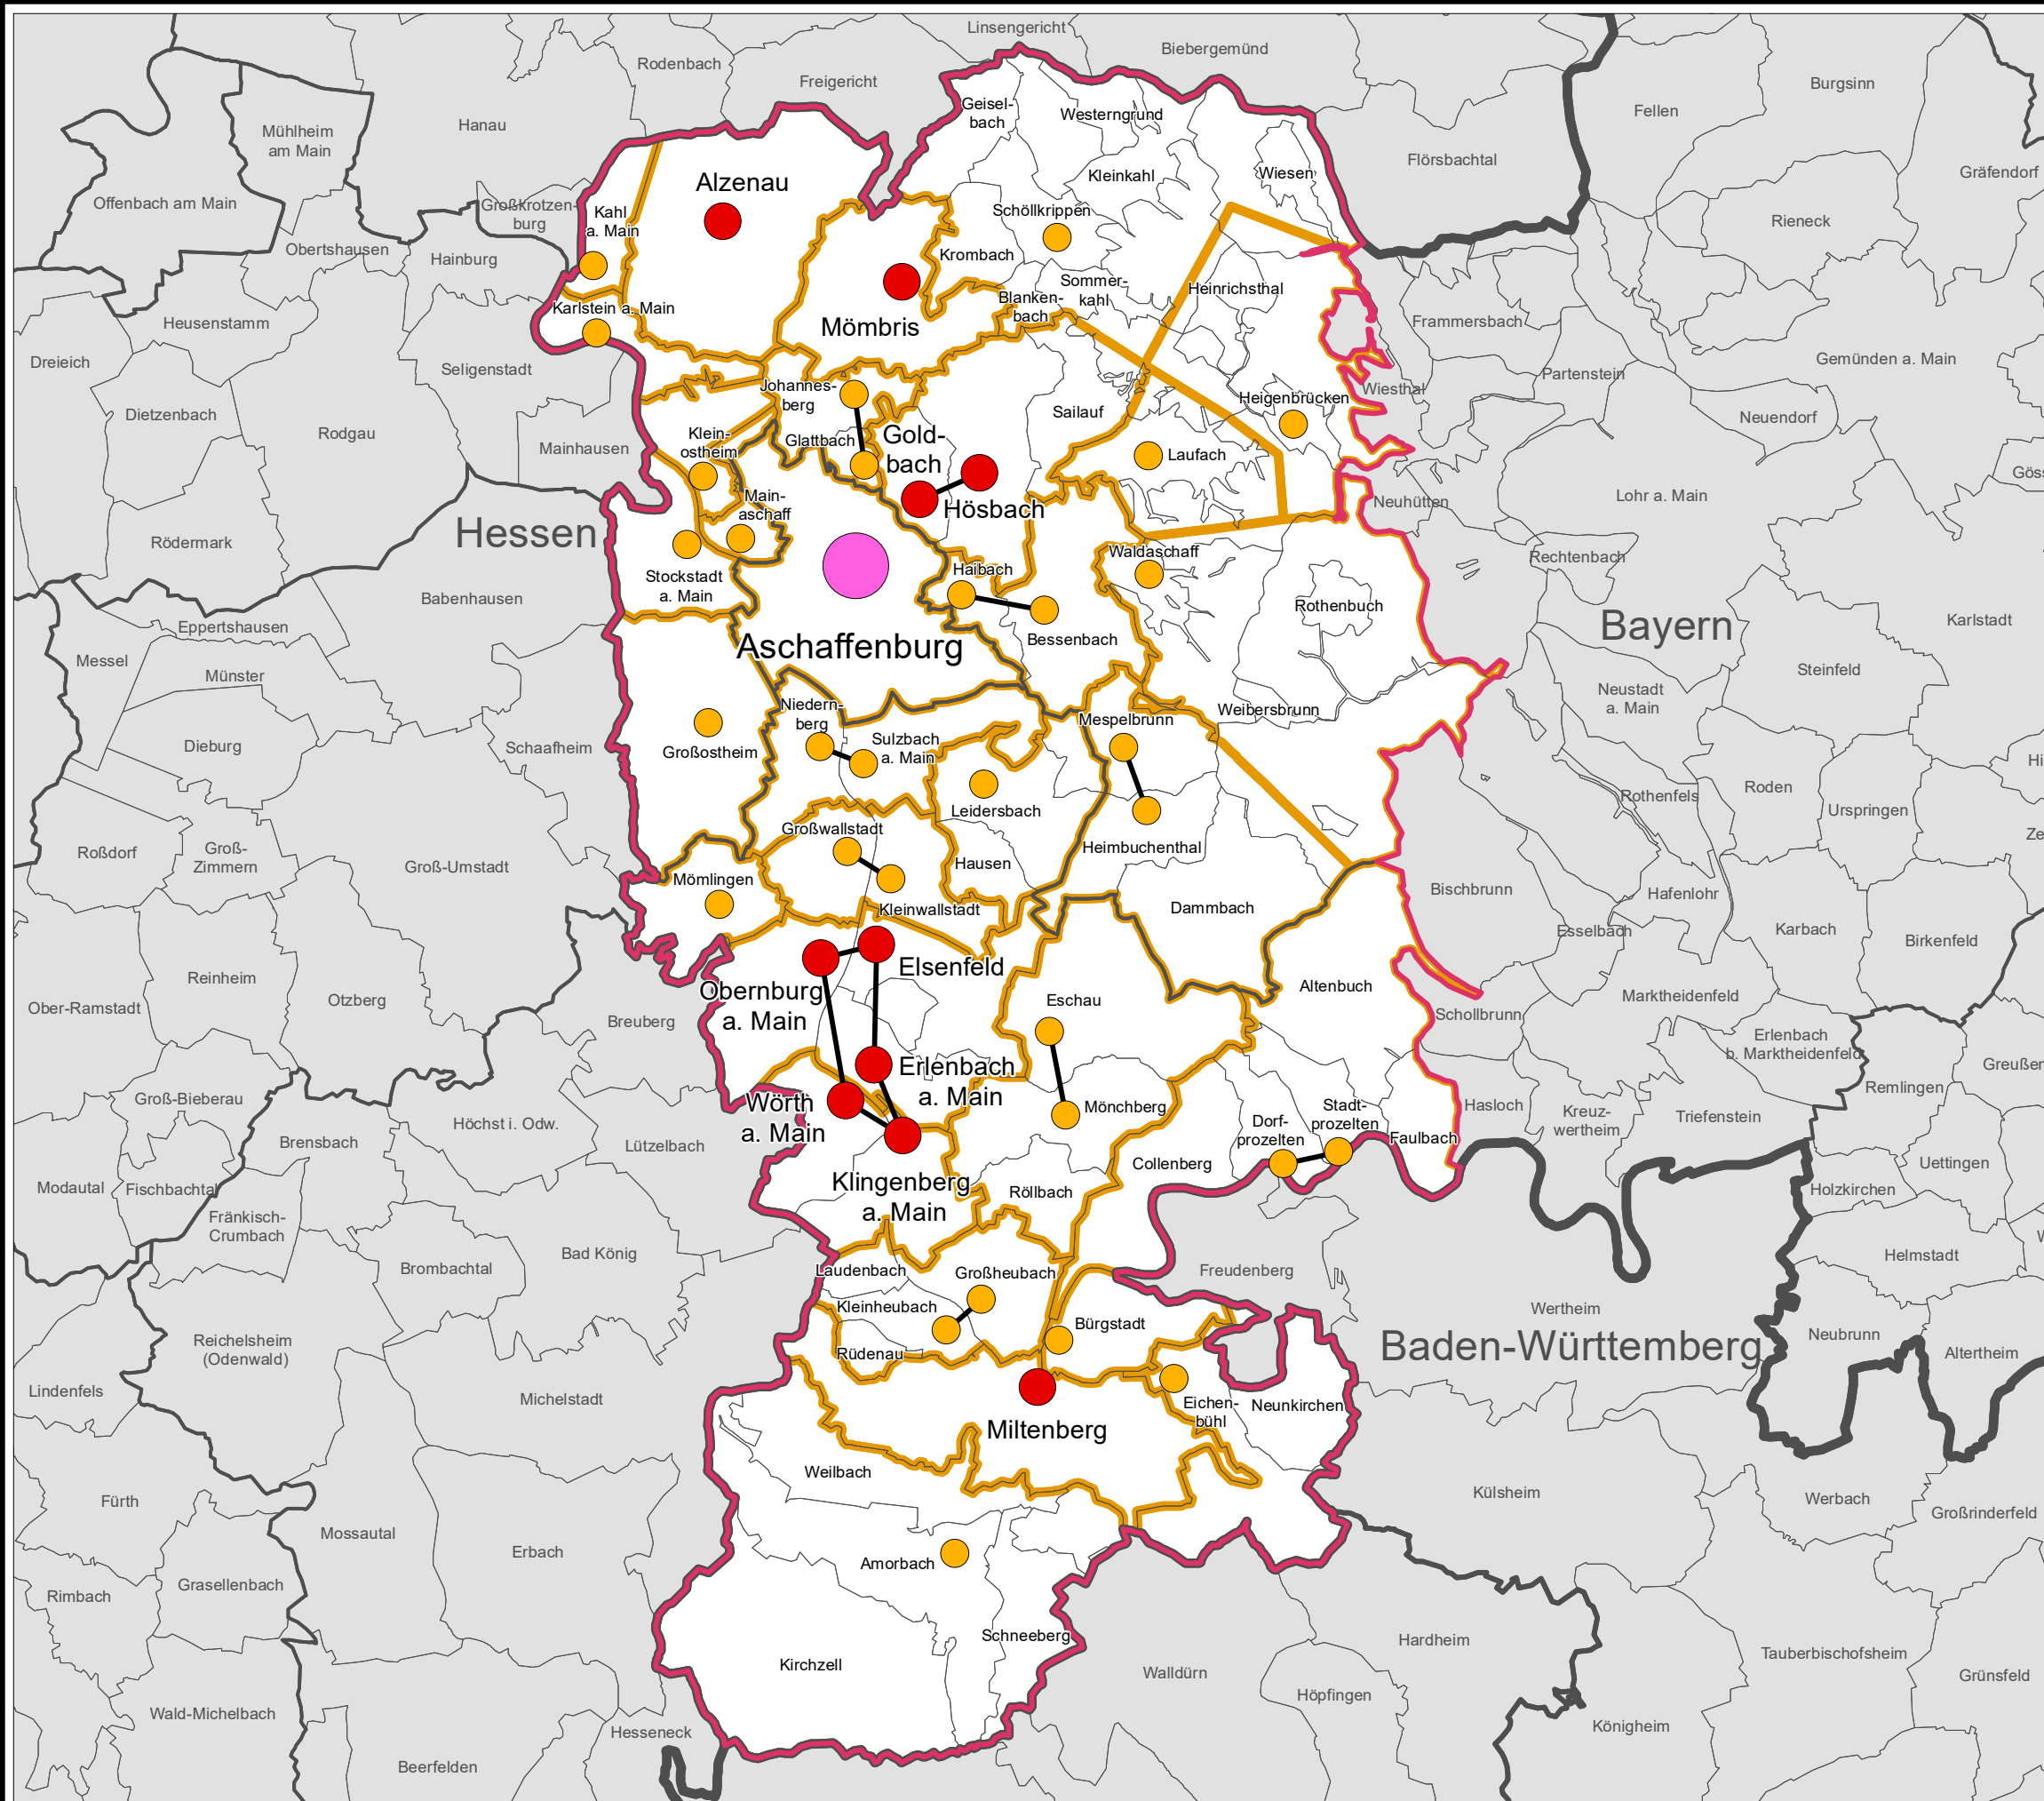 Linsengericht
Biebergemünd
Rodenbach
Freigericht
Burgsinn
Fellen
Hanau
Mühlheim
am Main
Geisel-
bach
Westerngrund
Flörsbachtal
Gräfendorf
Kleinkahl
Wiesen
Alzenau
Offenbach am Main
Großkrotzen-
burg
Kahl
a. Main
Schöllkrippen
Rieneck
Obertshausen
Hainburg
Krombach
Sommer-
kahl
Heinrichsthal
Blanken-
bach
Karlstein a. Main
Heusenstamm
Mömbris
Frammersbach
Gemünden a. Main
Dreieich
Seligenstadt
Partenstein
Wiesthal
Johannes-
berg
Heigenbrücken
Dietzenbach
Sailauf
Neuendorf
Rodgau
Klein-
ostheim
Glattbach
Gold-
bach
Mainhausen
Laufach
Göss
Lohr a. Main
Neuhütten
Main-
aschaff
Hösbach
Hessen
Rödermark
Waldaschaff
Rechtenbach
Haibach
Stockstadt
a. Main
Babenhausen
Rothenbuch
Bayern
Karlstadt
Eppertshausen
Aschaffenburg
Bessenbach
Messel
Münster
Steinfeld
Neustadt
a. Main
Niedern-
berg
Weibersbrunn
Mespelbrunn
Dieburg
Schaafheim
Großostheim
Sulzbach
a. Main
Hi
Roden
Rothenfels
Urspringen
Leidersbach
Großwallstadt
Ze
Roßdorf
Groß-
Zimmern
Groß-Umstadt
Hausen
Heimbuchenthal
Mömlingen
Bischbrunn
Hafenlohr
Kleinwallstadt
Dammbach
Esselbach
Karbach
Birkenfeld
Reinheim
Otzberg
Elsenfeld
Obernburg
a. Main
Altenbuch
Marktheidenfeld
Ober-Ramstadt
Breuberg
Eschau
Schollbrunn
Erlenbach
b. Marktheidenfeld
Greußen
Erlenbach
a. Main
Remlingen
Groß-Bieberau
Wörth
a. Main
Mönchberg
Stadt-
prozelten
Hasloch
Kreuz-
wertheim
Triefenstein
Höchst i. Odw.
Dorf-
prozelten
Faulbach
Brensbach
Lützelbach
Collenberg
Uettingen
Modautal
Fischbachtal
Klingenberg
a. Main
Röllbach
Holzkirchen
Fränkisch-
Crumbach
W
Bad König
Helmstadt
Brombachtal
Laudenbach
Großheubach
Freudenberg
Kleinheubach
Wertheim
Bürgstadt
Baden-Württemberg
Neubrunn
Reichelsheim
(Odenwald)
Rüdenau
Altertheim
Lindenfels
Michelstadt
Eichen-
bühl
Neunkirchen
Miltenberg
Weilbach
Fürth
Külsheim
Werbach
Großrinderfeld
Mossautal
Erbach
Amorbach
Rimbach
Grasellenbach
Schneeberg
Hardheim
Tauberbischofsheim
Kirchzell
Walldürn
Grünsfeld
Höpfingen
Wald-Michelbach
Hesseneck
Königheim
Beerfelden